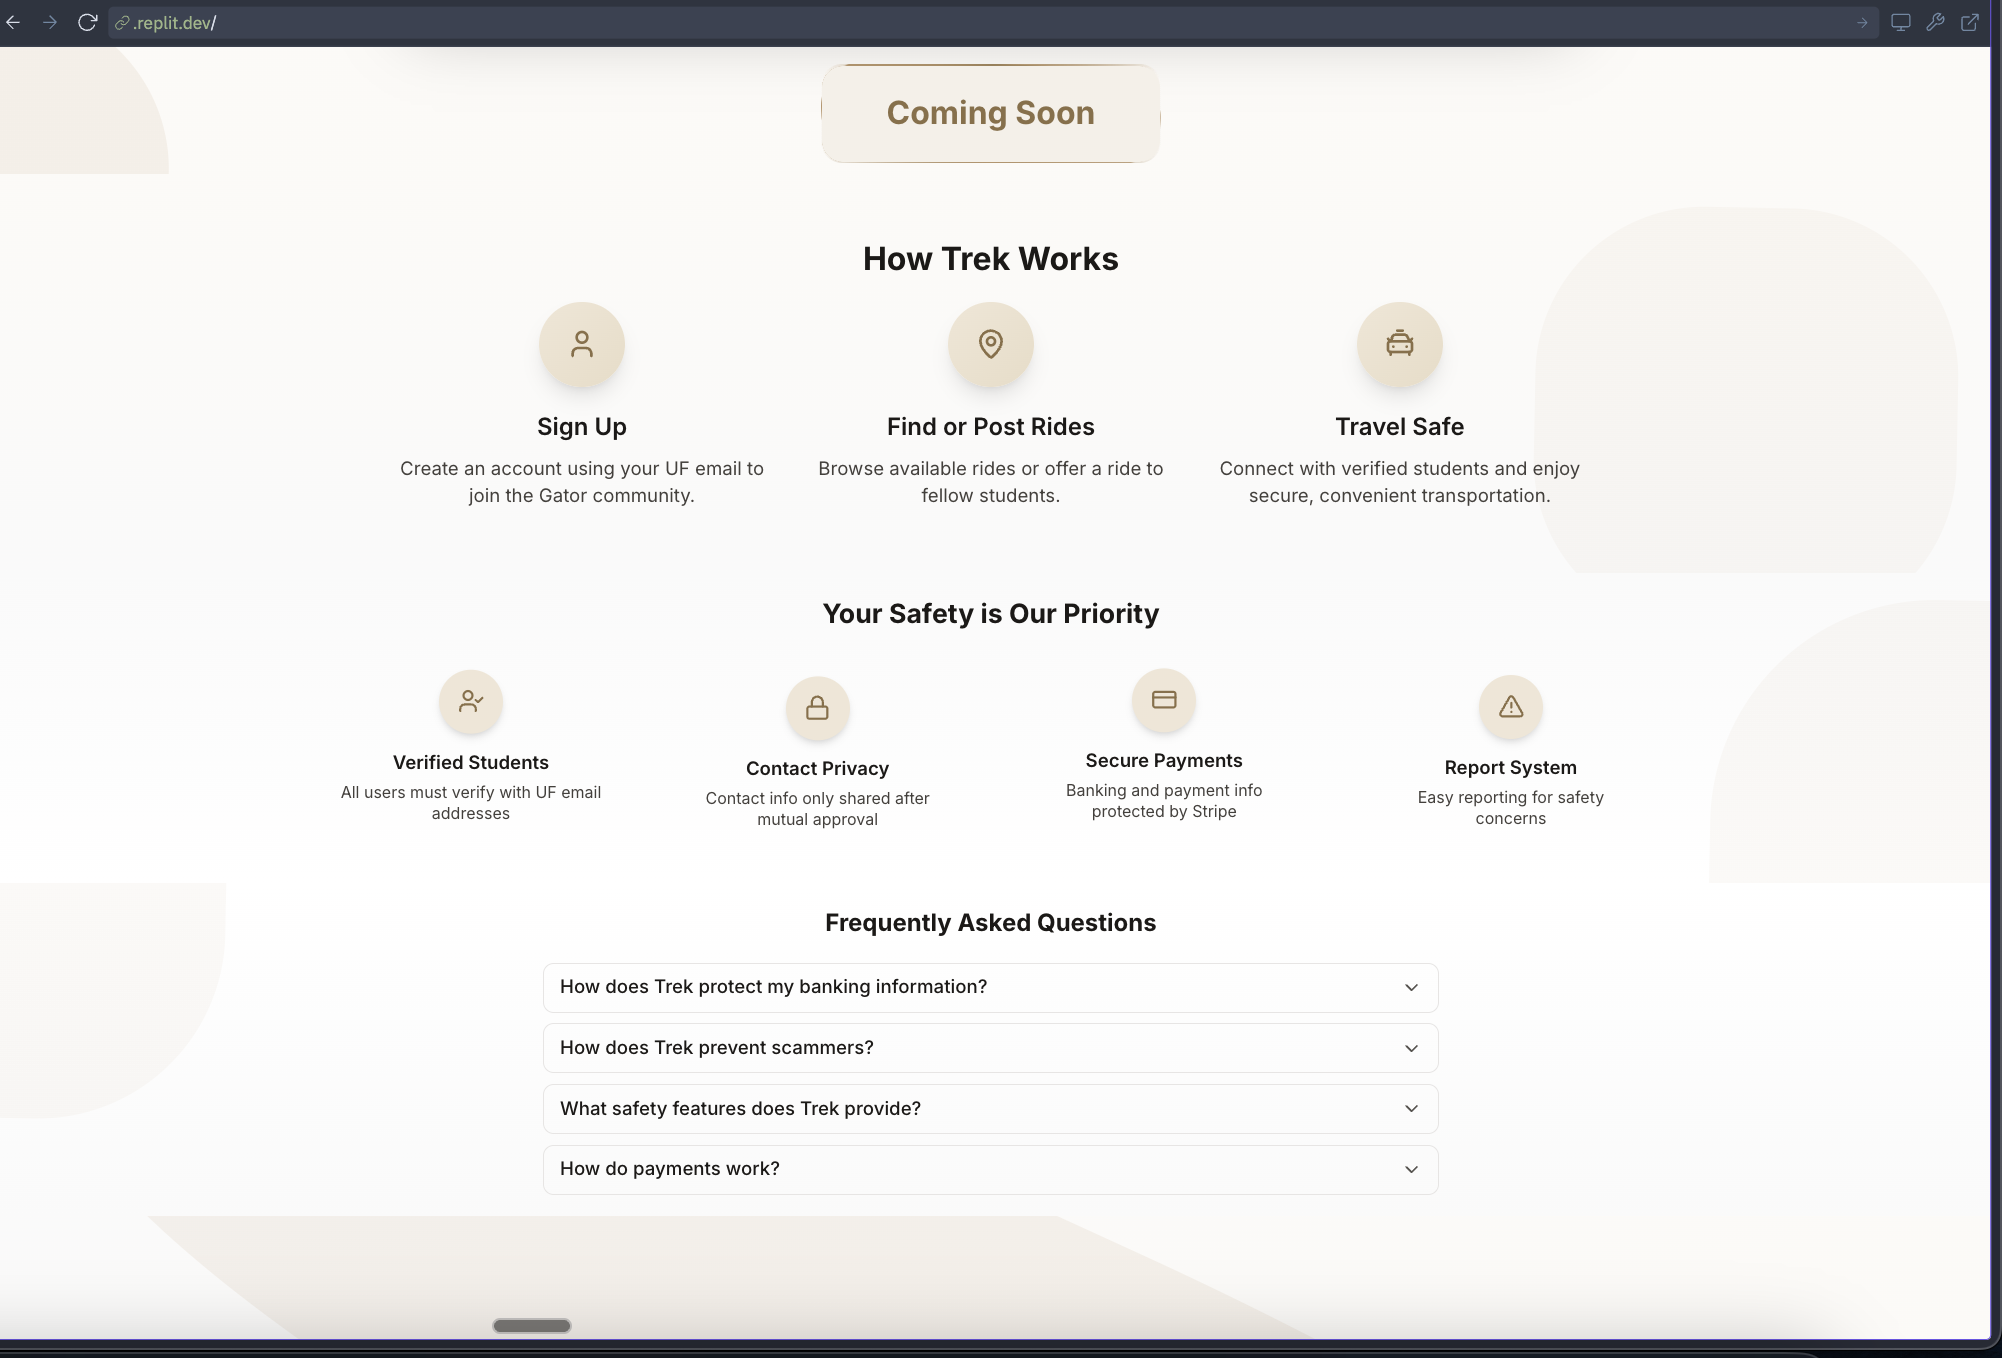 .replit.dev/
Coming Soon
How Trek Works
Sign Up
Create an account using your UF email to
join the Gator community.
Find or Post Rides
Browse available rides or offer a ride to
fellow students.
Travel Safe
Connect with verified students and enjoy
secure, convenient transportation.
Your Safety is Our Priority
Verified Students
All users must verify with UF email
addresses
Contact Privacy
Contact info only shared after
mutual approval
Secure Payments
Banking and payment info
protected by Stripe
Report System
Easy reporting for safety
concerns
Frequently Asked Questions
How does Trek protect my banking information?
How does Trek prevent scammers?
What safety features does Trek provide?
How do payments work?